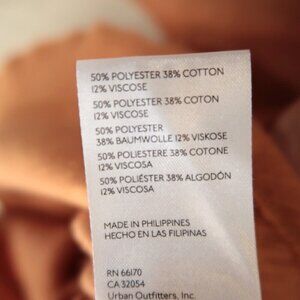 50% POLYESTER 38% COTTON
12% VISCOSE
50% POLYESTER 38% COTON
12% VISCOSE
50% POLYESTER
38% BAUMWOLLE 12% VISKOSE
50% POLIESTERE 38% COTONE
12% VISCOSA
50% POLIÉSTER 38% ALGODÓN
12% VISCOSA
MADE IN PHILIPPINES
HECHO EN LAS FILIPINAS
RN 66170
CA 32054
Urban Outfitters, Inc.